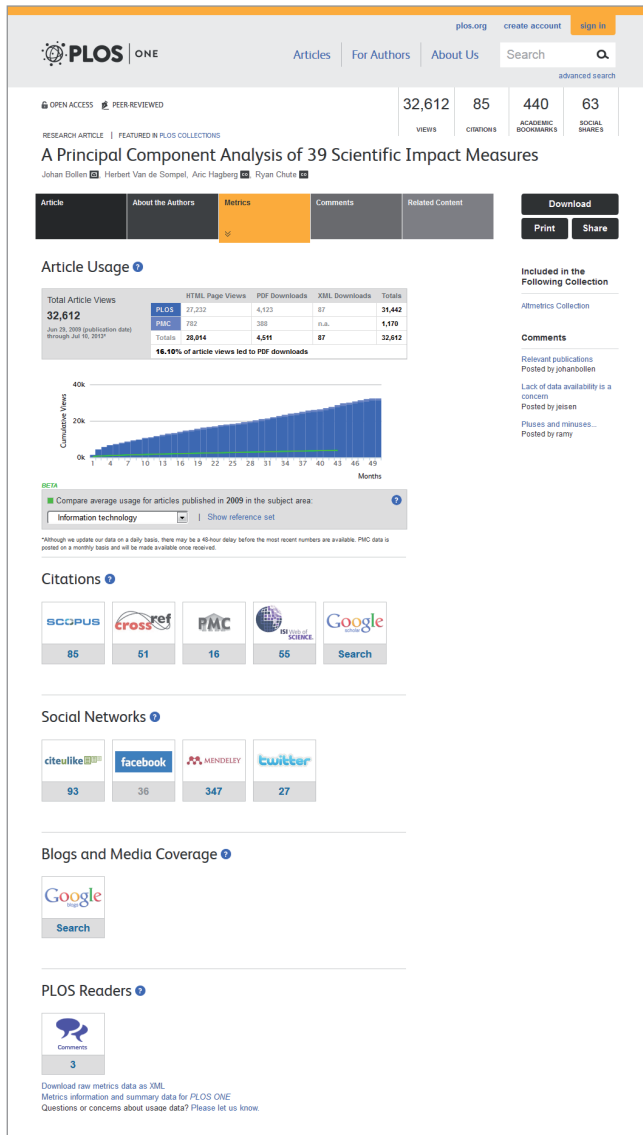 plos.org create account sign in
PLOS ONE
Articles For Authors About Us Search
advanced search
OPEN ACCESS PEER-REVIEWED
32,612 85 440 63
VIEWS CITATIONS ACADEMIC BOOKMARKS SOCIAL SHARES
RESEARCH ARTICLE | FEATURED IN PLOS COLLECTIONS
A Principal Component Analysis of 39 Scientific Impact Measures
Johan Bollen, Herbert Van de Sompel, Aric Hagberg, Ryan Chute
Article About the Authors Metrics Comments Related Content
Download
Print Share
Article Usage ?
Total Article Views
32,612
Jun 29, 2009 (publication date)
through Jul 10, 2013*
HTML Page Views PDF Downloads XML Downloads Totals
PLOS 27,232 4,123 87 31,442
PMC 782 388 n.a. 1,170
Totals 28,014 4,511 87 32,612
16.10% of article views led to PDF downloads
Included in the
Following Collection
Altmetrics Collection
Comments
Relevant publications
Posted by johanbollen
Lack of data availability is a
concern
Posted by jeisen
Pluses and minuses...
Posted by ramy
Cumulative Views
40k
20k
0k
1 4 7 10 13 16 19 22 25 28 31 34 37 40 43 46 49
Months
BETA
Compare average usage for articles published in 2009 in the subject area: ?
Information technology | Show reference set
*Although we update our data on a daily basis, there may be a 48-hour delay before the most recent numbers are available. PMC data is
posted on a monthly basis and will be made available once received.
Citations ?
SCOPUS crossref PMC ISI Web of SCIENCE. Google scholar
85 51 16 55 Search
Social Networks ?
citeulike facebook MENDELEY twitter
93 36 347 27
Blogs and Media Coverage ?
Google
blogs
Search
PLOS Readers ?
Comments
3
Download raw metrics data as XML
Metrics information and summary data for PLOS ONE
Questions or concerns about usage data? Please let us know.